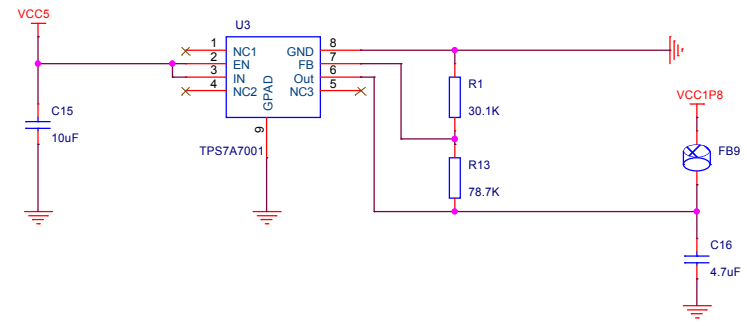 VCC5
U3
1 NC1 GND 8
2 EN FB 7
3 IN Out 6
4 NC2 NC3 5
GPAD
9
TPS7A7001
C15
10uF
R1
30.1K
R13
78.7K
VCC1P8
FB9
C16
4.7uF